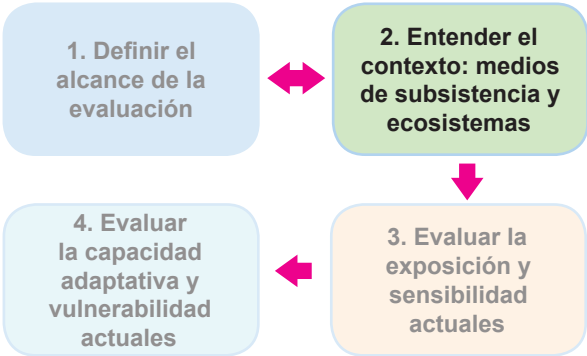 1. Definir el
alcance de la
evaluación
2. Entender el
contexto: medios
de subsistencia y
ecosistemas
3. Evaluar la
exposición y
sensibilidad
actuales
4. Evaluar
la capacidad
adaptativa y
vulnerabilidad
actuales